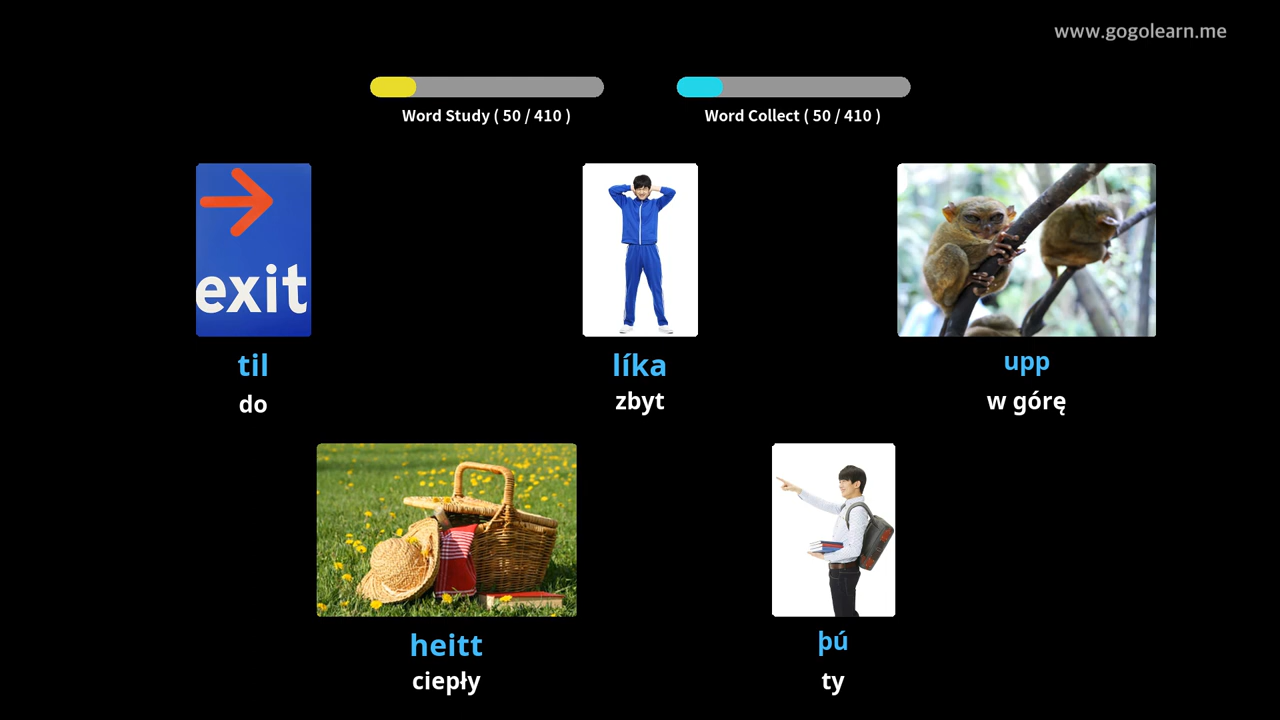 www.gogolearn.me
Word Study ( 50 / 410 )
Word Collect ( 50 / 410 )
exit
til
do
líka
zbyt
upp
w górę
heitt
ciepły
þú
ty